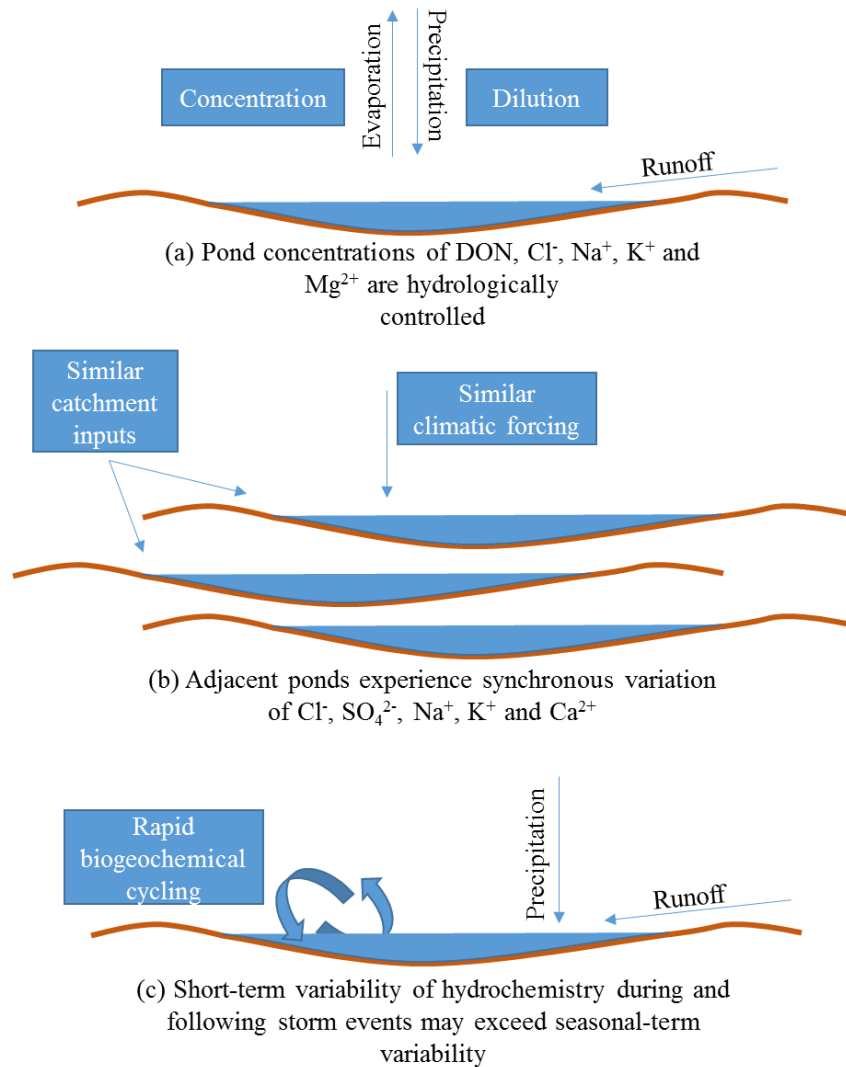 Evaporation
Precipitation
Concentration
Dilution
Runoff
(a) Pond concentrations of DON, Cl⁻, Na⁺, K⁺ and
Mg²⁺ are hydrologically
controlled
Similar
catchment
inputs
Similar
climatic forcing
(b) Adjacent ponds experience synchronous variation
of Cl⁻, SO₄²⁻, Na⁺, K⁺ and Ca²⁺
Rapid
biogeochemical
cycling
Precipitation
Runoff
(c) Short-term variability of hydrochemistry during and
following storm events may exceed seasonal-term
variability